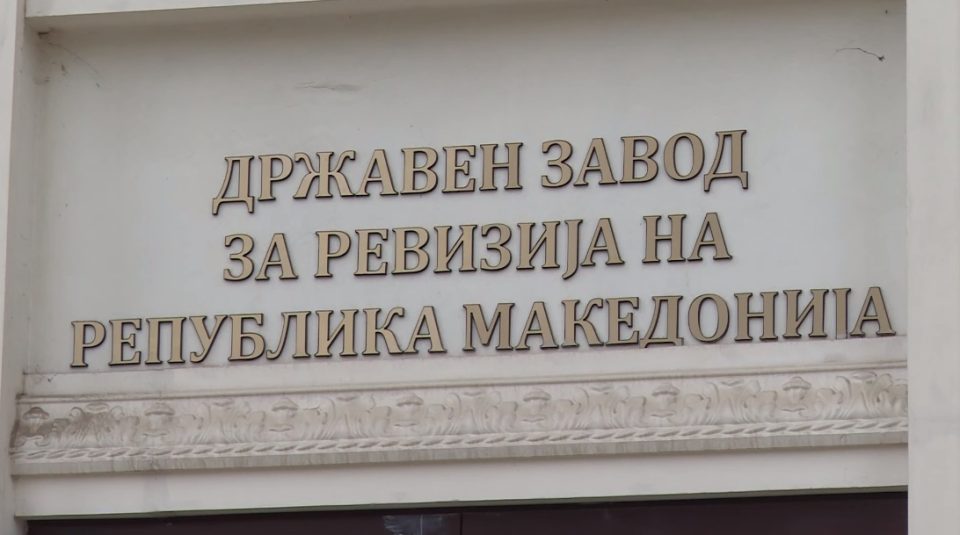 ДРЖАВЕН ЗАВОД
ЗА РЕВИЗИЈА НА
РЕПУБЛИКА МАКЕДОНИЈА